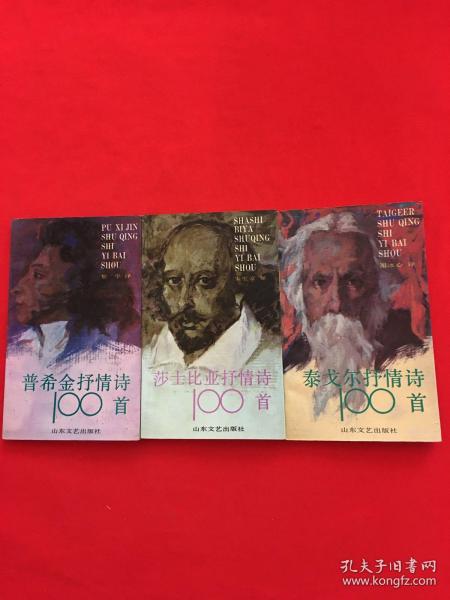 PU XI JIN
SHU QING
SHI
YI BAI
SHOU
普希金抒情诗
100首
山东文艺出版社
SHASHI
BIYA
SHUQING
SHI
YI BAI
SHOU
莎士比亚抒情诗
100首
山东文艺出版社
TAIGEER
SHU QING
SHI
YI BAI
SHOU
泰戈尔抒情诗
100首
山东文艺出版社
孔夫子旧书网
www.kongfz.com